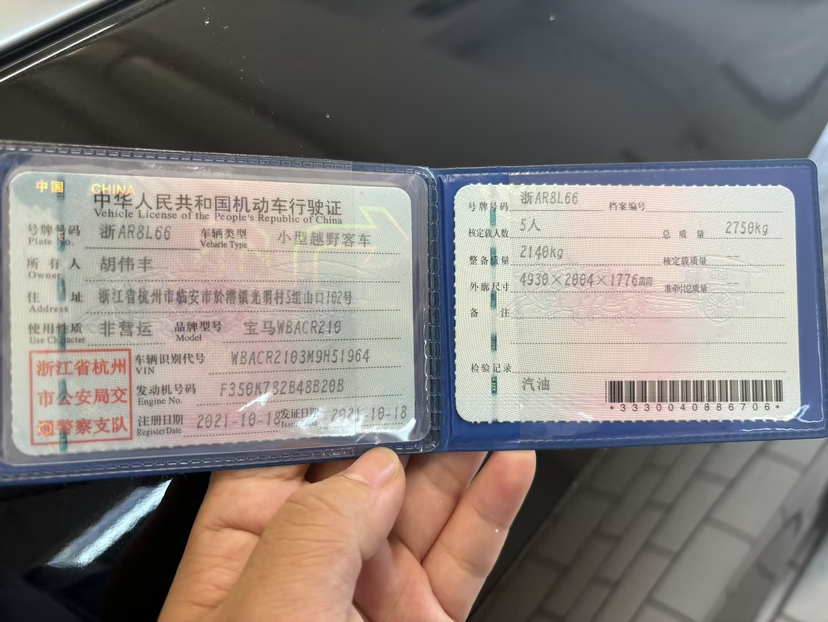 中国 CHINA
中华人民共和国机动车行驶证
Vehicle License of the People's Republic of China
号牌号码 浙AR8L66 车辆类型 小型越野客车
Plate No. Vehicle Type
所有人 胡伟丰
Owner
住址 浙江省杭州市临安市於潜镇光明村5组山口102号
Address
使用性质 非营运 品牌型号 宝马WBACR210
Use Character Model
浙江省杭州
市公安局交
通警察支队
车辆识别代号 WBACR2103M9H51964
VIN
发动机号码 F350K782B48B20B
Engine No.
注册日期 2021-10-18 发证日期 2021-10-18
Register Date Issue Date
号牌号码 浙AR8L66 档案编号
核定载人数 5人 总质量 2750kg
整备质量 2140kg 核定载质量 --
外廓尺寸 4930×2004×1776mm 准牵引总质量 --
备注
检验记录
汽油
*3330040886706*